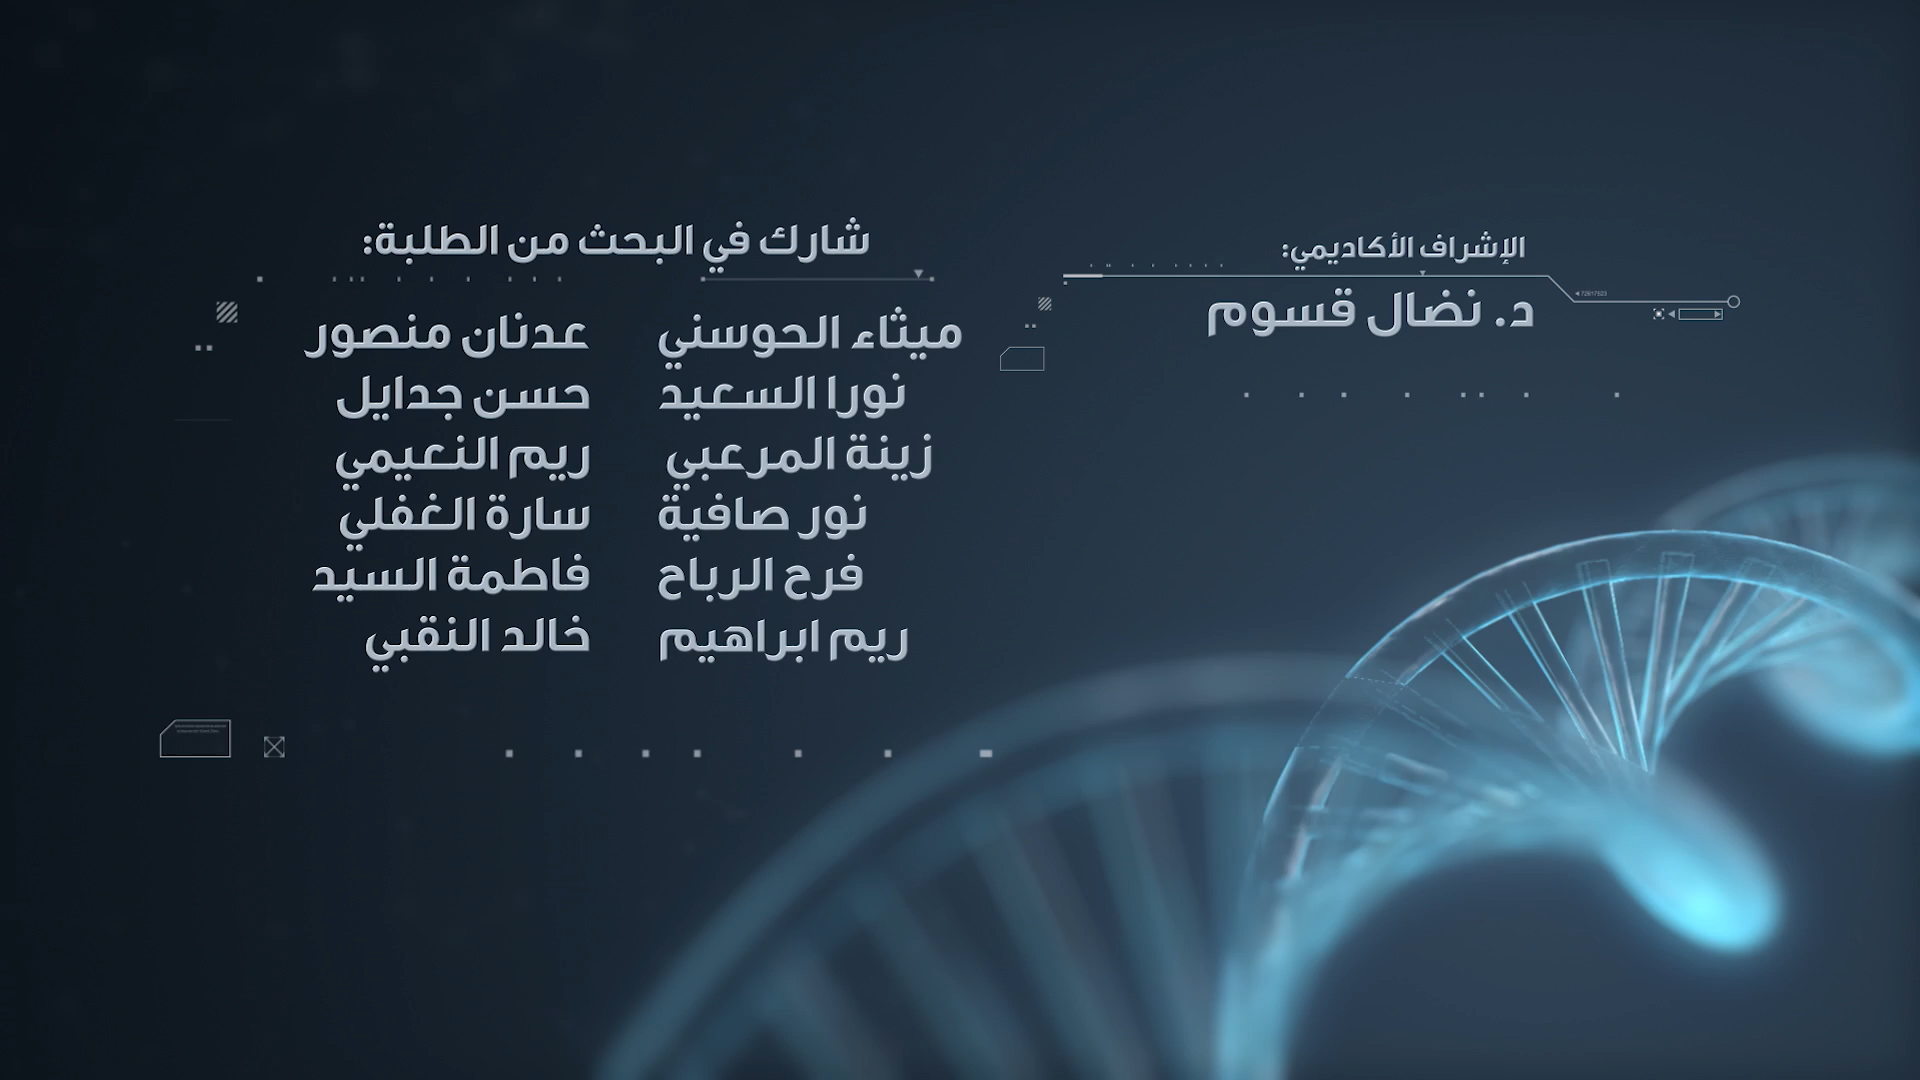 الإشراف الأكاديمي:
د. نضال قسوم
شارك في البحث من الطلبة:
ميثاء الحوسني
نورا السعيد
زينة المرعبي
نور صافية
فرح الرباح
ريم ابراهيم
عدنان منصور
حسن جدايل
ريم النعيمي
سارة الغفلي
فاطمة السيد
خالد النقبي